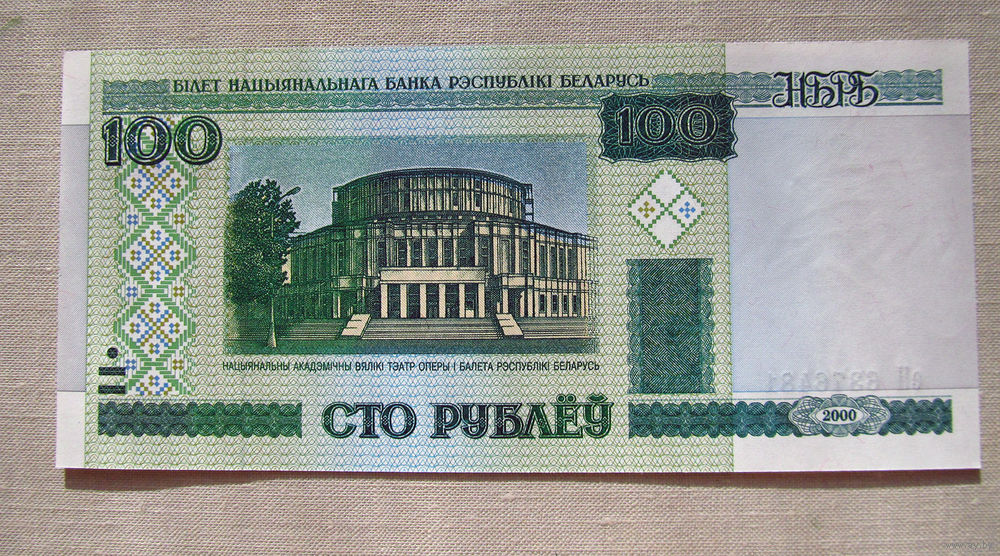 БІЛЕТ НАЦЫЯНАЛЬНАГА БАНКА РЭСПУБЛІКІ БЕЛАРУСЬ
НБРБ
100
100
НАЦЫЯНАЛЬНЫ АКАДЭМІЧНЫ ВЯЛІКІ ТЭАТР ОПЕРЫ І БАЛЕТА РЭСПУБЛІКІ БЕЛАРУСЬ
СТО РУБЛЁЎ
2000